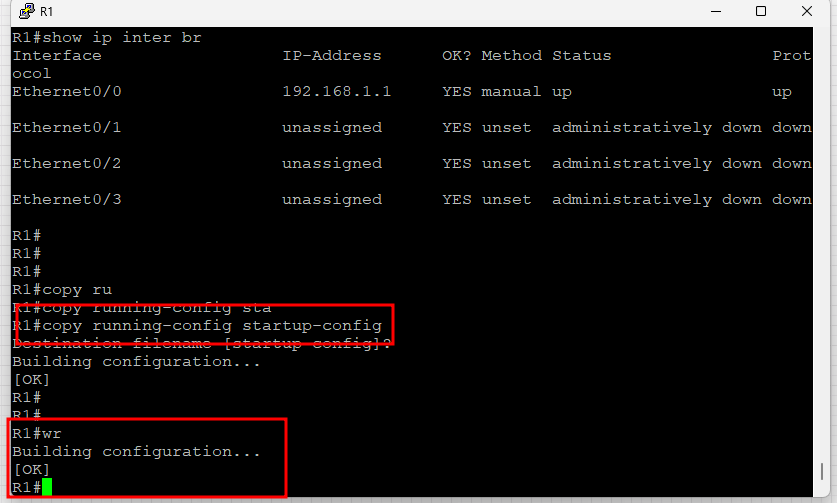 R1
R1#show ip inter br
Interface                  IP-Address      OK? Method Status                Prot
ocol
Ethernet0/0                192.168.1.1     YES manual up                    up
Ethernet0/1                unassigned      YES unset  administratively down down
Ethernet0/2                unassigned      YES unset  administratively down down
Ethernet0/3                unassigned      YES unset  administratively down down
R1#
R1#
R1#
R1#copy ru
R1#copy running-config sta
R1#copy running-config startup-config
Destination filename [startup-config]?
Building configuration...
[OK]
R1#
R1#
R1#wr
Building configuration...
[OK]
R1#